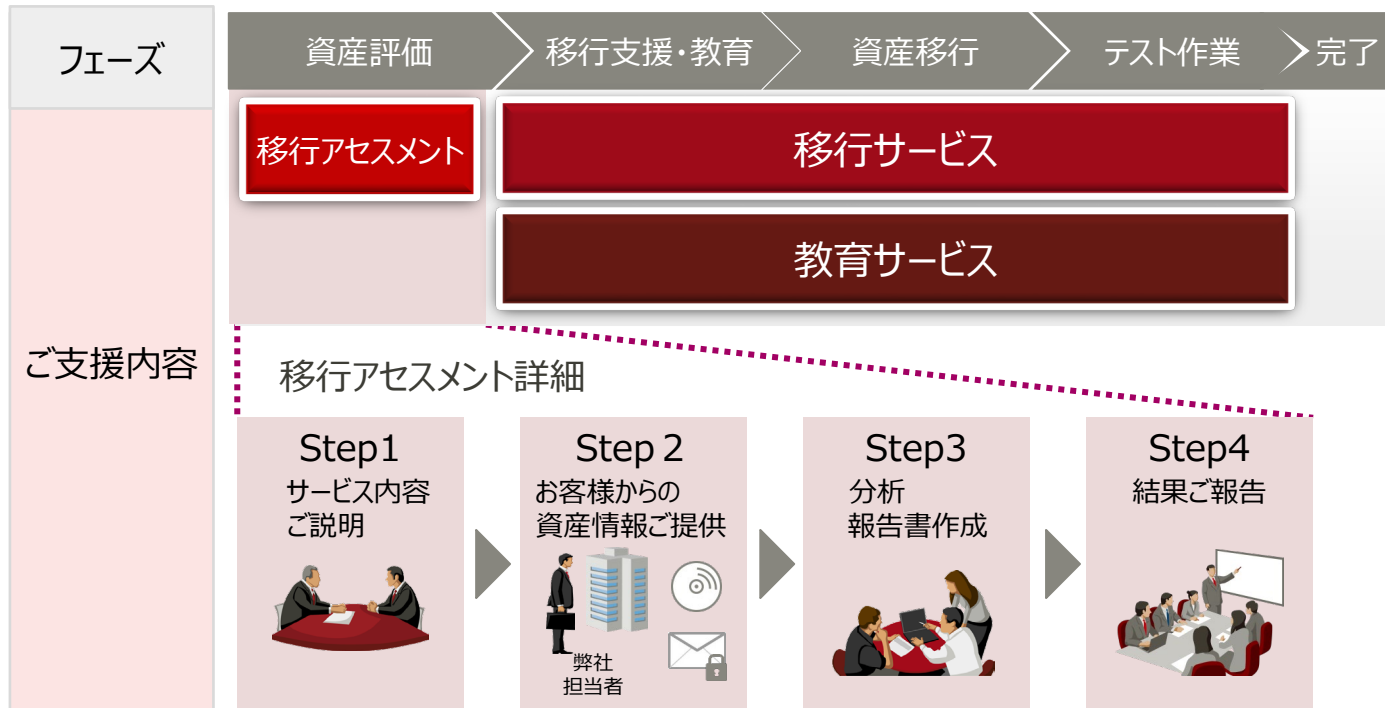 フェーズ
資産評価
移行支援・教育
資産移行
テスト作業
完了
ご支援内容
移行アセスメント
移行サービス
教育サービス
移行アセスメント詳細
Step1
サービス内容
ご説明
Step 2
お客様からの
資産情報ご提供
弊社
担当者
Step3
分析
報告書作成
Step4
結果ご報告